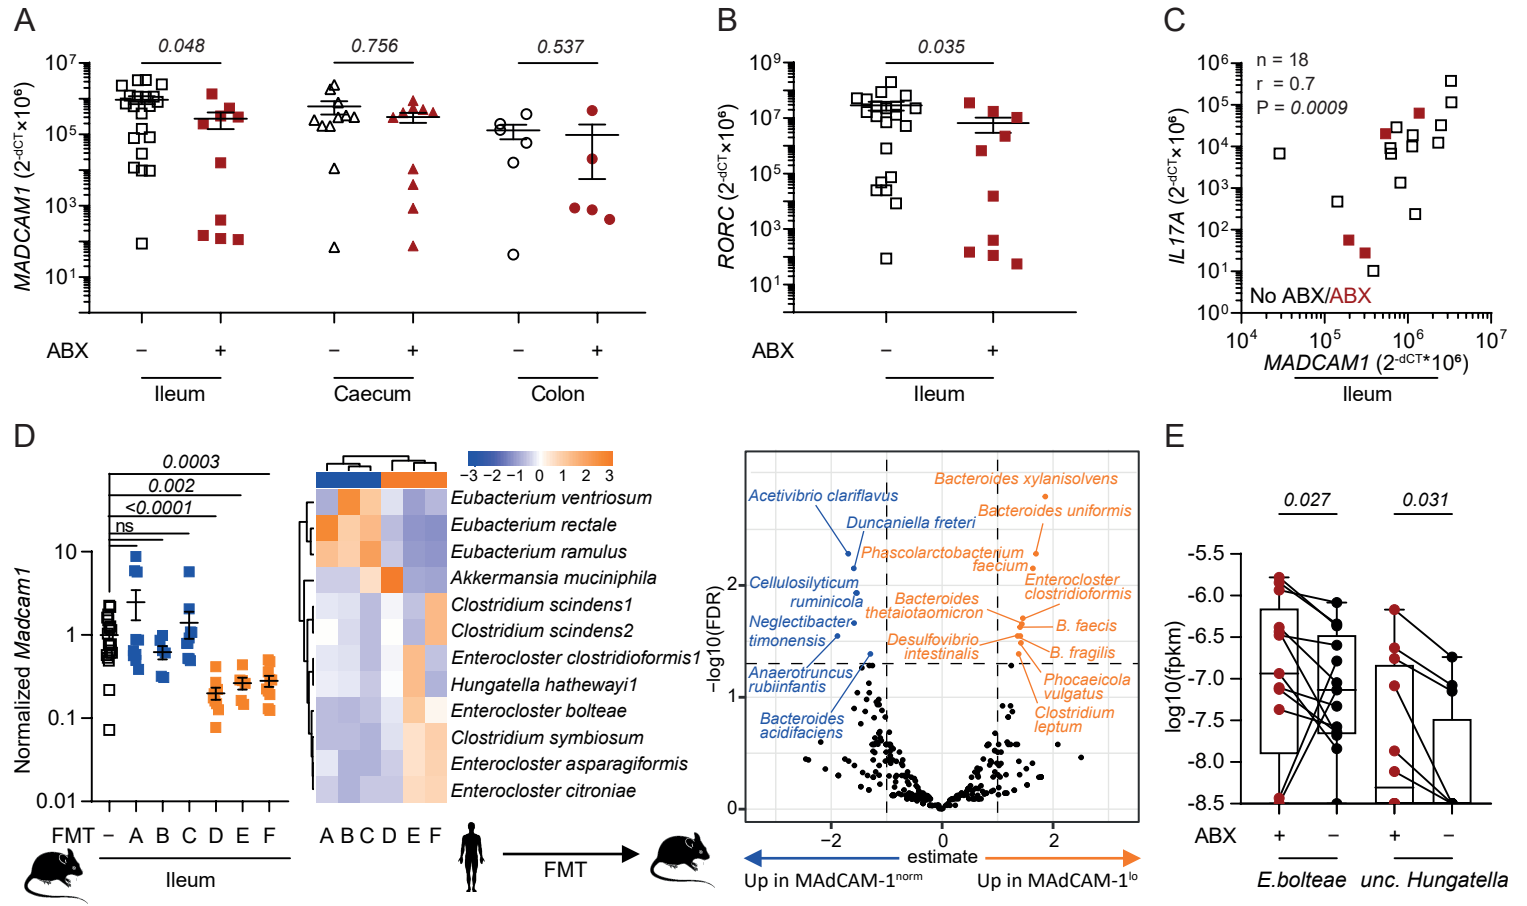 A
0.048
0.756
0.537
MADCAM1 (2-dCT×10⁶)
10⁷
10⁵
10³
10¹
ABX
− + − + − +
Ileum Caecum Colon
B
0.035
RORC (2-dCT×10⁶)
10⁹
10⁷
10⁵
10³
10¹
ABX
− +
Ileum
C
n = 18
r = 0.7
P = 0.0009
IL17A (2-dCT×10⁶)
10⁶
10⁵
10⁴
10³
10²
10¹
10⁰
No ABX/ABX
10⁴ 10⁵ 10⁶ 10⁷
MADCAM1 (2-dCT*10⁶)
Ileum
D
0.0003
0.002
<0.0001
ns
Normalized Madcam1
10
1
0.1
0.01
FMT − A B C D E F
Ileum
−3 −2 −1 0 1 2 3
Eubacterium ventriosum
Eubacterium rectale
Eubacterium ramulus
Akkermansia muciniphila
Clostridium scindens1
Clostridium scindens2
Enterocloster clostridioformis1
Hungatella hathewayi1
Enterocloster bolteae
Clostridium symbiosum
Enterocloster asparagiformis
Enterocloster citroniae
A B C D E F
FMT
−log10(FDR)
2
1
0
Acetivibrio clariflavus
Duncaniella freteri
Cellulosilyticum
ruminicola
Neglectibacter
timonensis
Anaerotruncus
rubiinfantis
Bacteroides
acidifaciens
Bacteroides xylanisolvens
Bacteroides uniformis
Phascolarctobacterium
faecium
Enterocloster
clostridioformis
Bacteroides
thetaiotaomicron
B. faecis
Desulfovibrio
intestinalis
B. fragilis
Phocaeicola
vulgatus
Clostridium
leptum
−2 0 2
estimate
Up in MAdCAM-1norm
Up in MAdCAM-1lo
E
0.027
0.031
log10(fpkm)
-5.5
-6.0
-6.5
-7.0
-7.5
-8.0
-8.5
ABX
+ − + −
E.bolteae unc. Hungatella